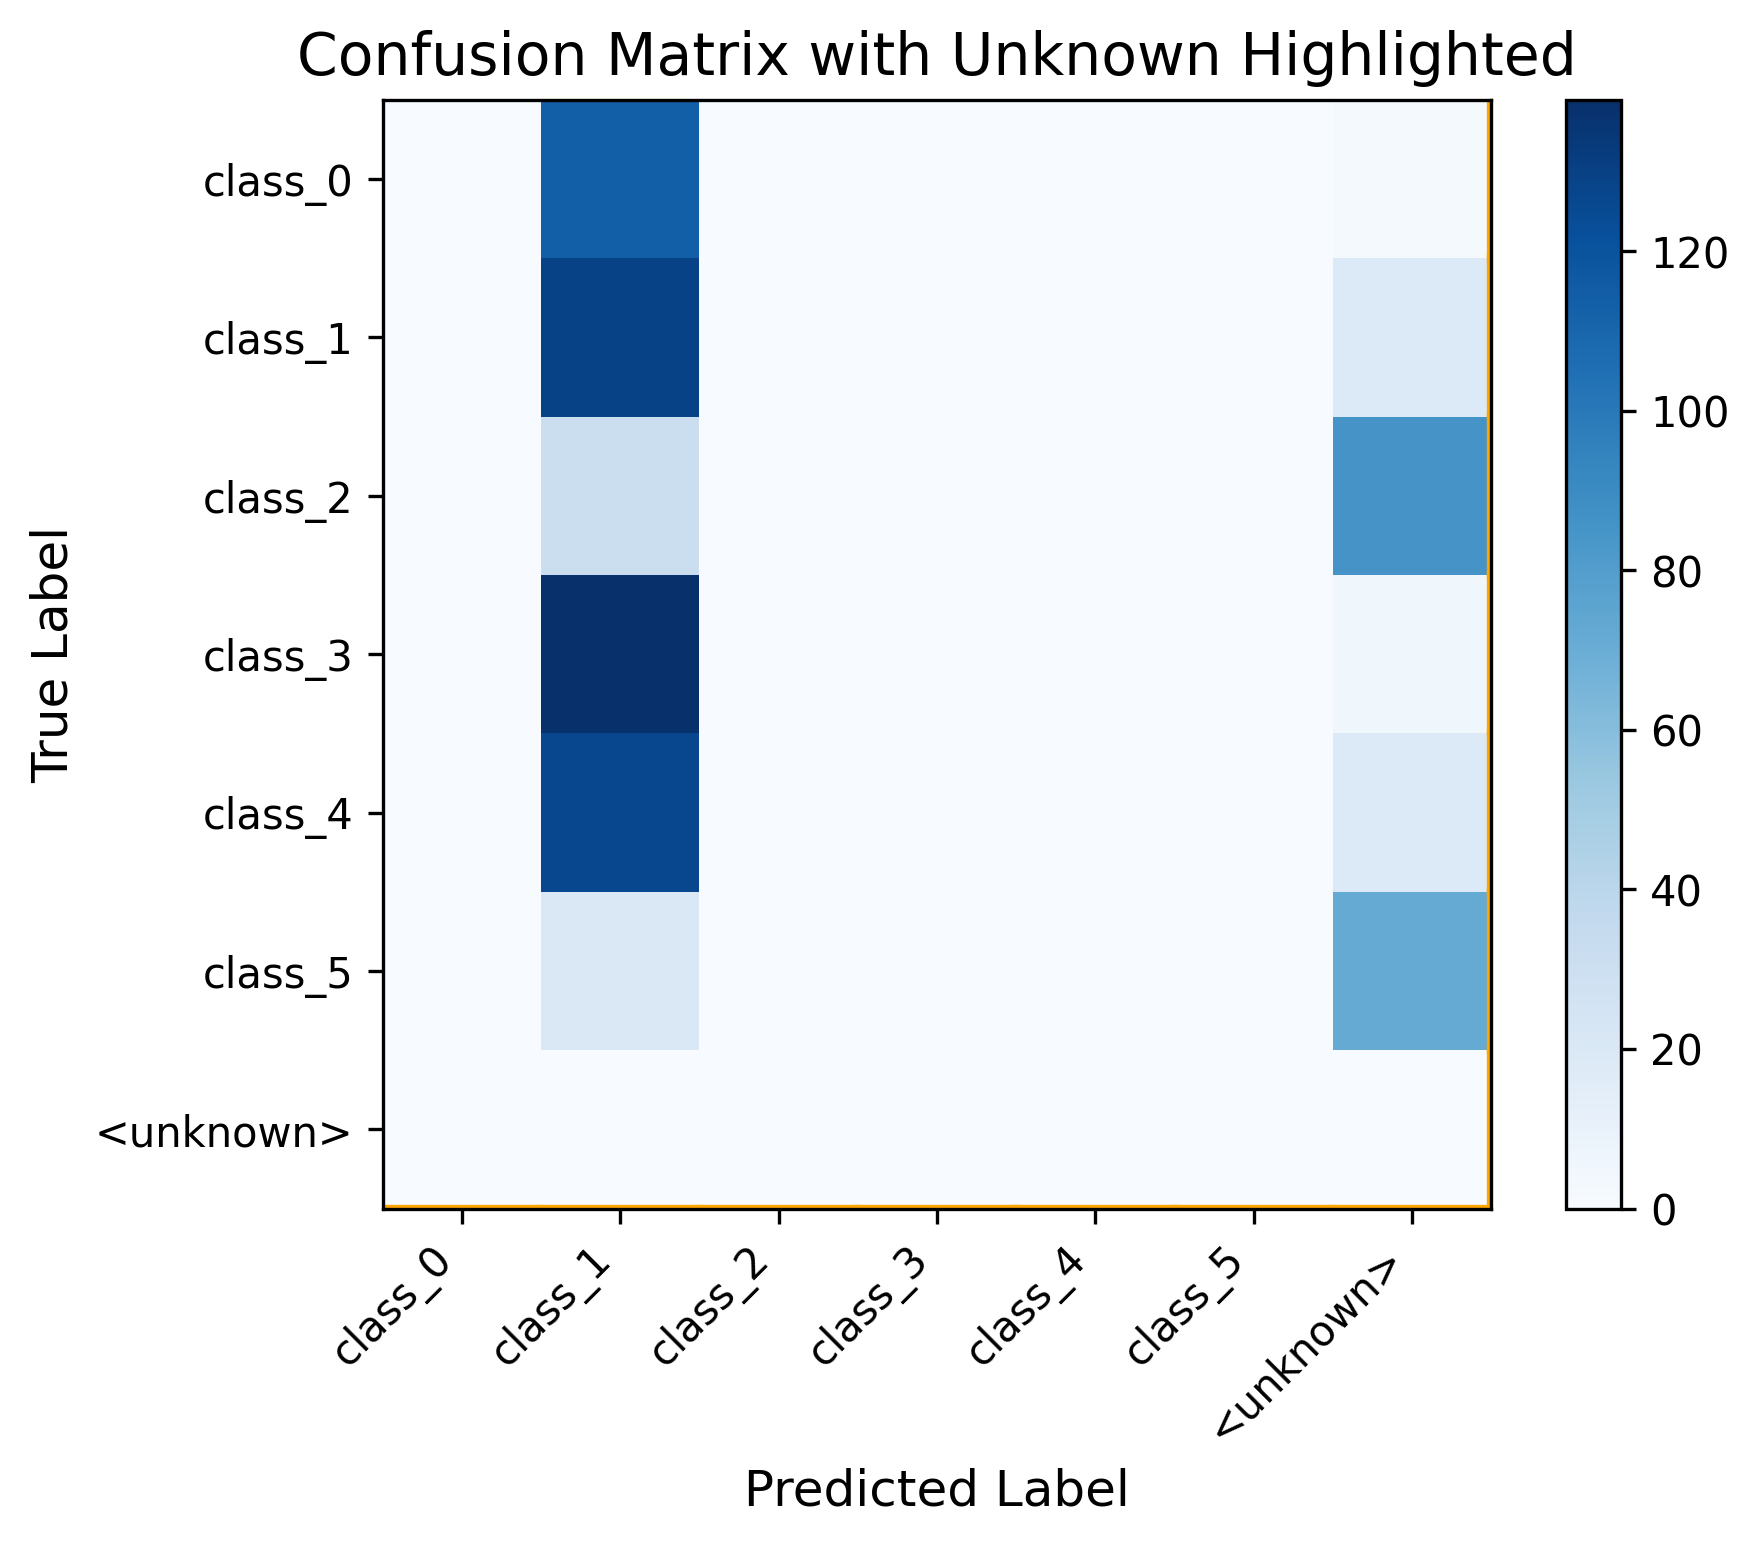 Confusion Matrix with Unknown Highlighted
True Label
class_0
class_1
class_2
class_3
class_4
class_5
<unknown>
class_0
class_1
class_2
class_3
class_4
class_5
<unknown>
Predicted Label
120
100
80
60
40
20
0